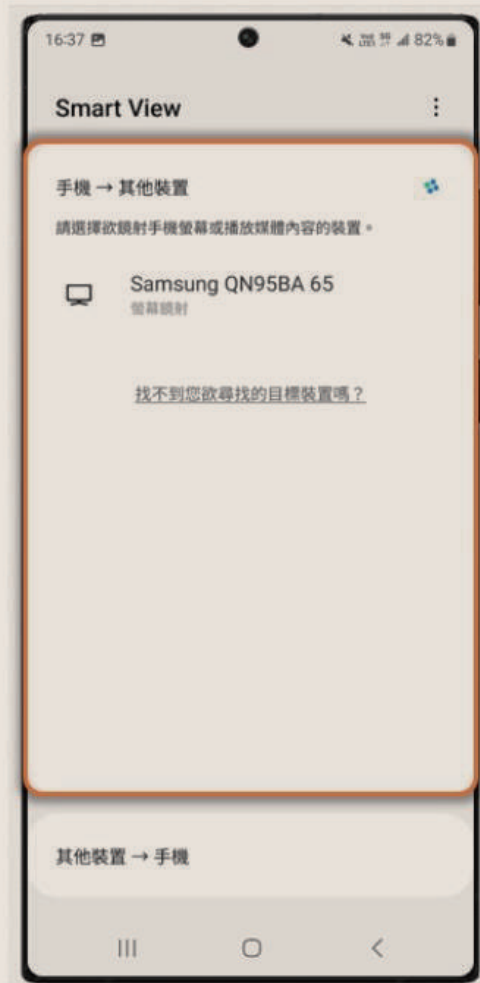 16:37
82%
Smart View
手機 → 其他裝置
請選擇欲鏡射手機螢幕或播放媒體內容的裝置。
Samsung QN95BA 65
螢幕鏡射
找不到您欲尋找的目標裝置嗎？
其他裝置 → 手機